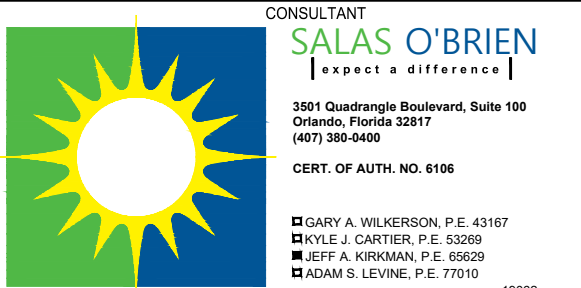 CONSULTANT
SALAS O'BRIEN
expect a difference
3501 Quadrangle Boulevard, Suite 100
Orlando, Florida 32817
(407) 380-0400
CERT. OF AUTH. NO. 6106
GARY A. WILKERSON, P.E. 43167
KYLE J. CARTIER, P.E. 53269
JEFF A. KIRKMAN, P.E. 65629
ADAM S. LEVINE, P.E. 77010